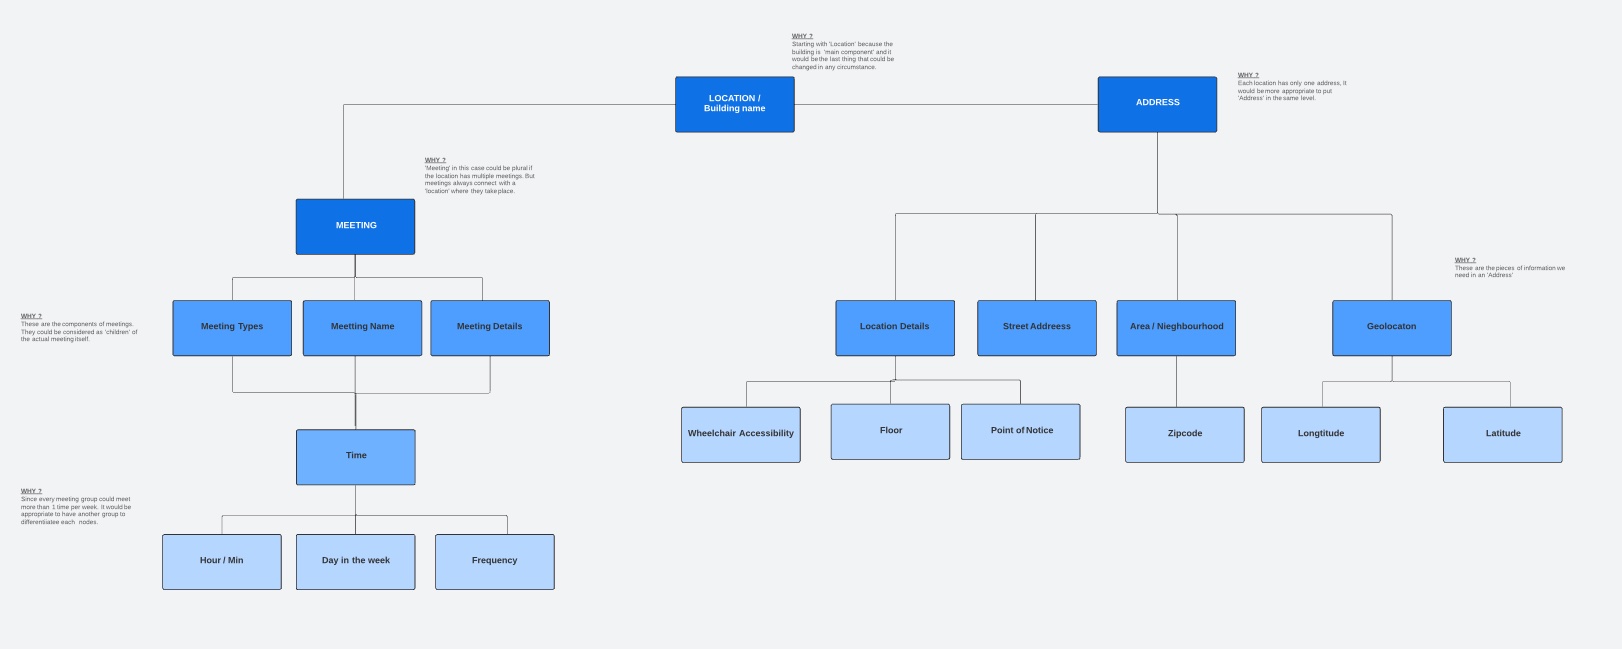 WHY ?
Starting with 'Location' because the
building is 'main component' and it
would be the last thing that could be
changed in any circumstance.
LOCATION /
Building name
ADDRESS
WHY ?
Each location has only one address, it
would be more appropriate to put
'Address' in the same level.
WHY ?
'Meeting' in this case could be plural if
the location has multiple meetings. But
meetings always connect with a
'location' where they take place.
MEETING
WHY ?
These are the pieces of information we
need in an 'Address'
WHY ?
These are the components of meetings.
They could be considered as 'children' of
the actual meeting itself.
Meeting Types
Meetting Name
Meeting Details
Location Details
Street Addreess
Area / Nieghbourhood
Geolocaton
Wheelchair Accessibility
Floor
Point of Notice
Zipcode
Longtitude
Latitude
Time
WHY ?
Since every meeting group could meet
more than 1 time per week. It would be
appropriate to have another group to
differentiatee each nodes.
Hour / Min
Day in the week
Frequency